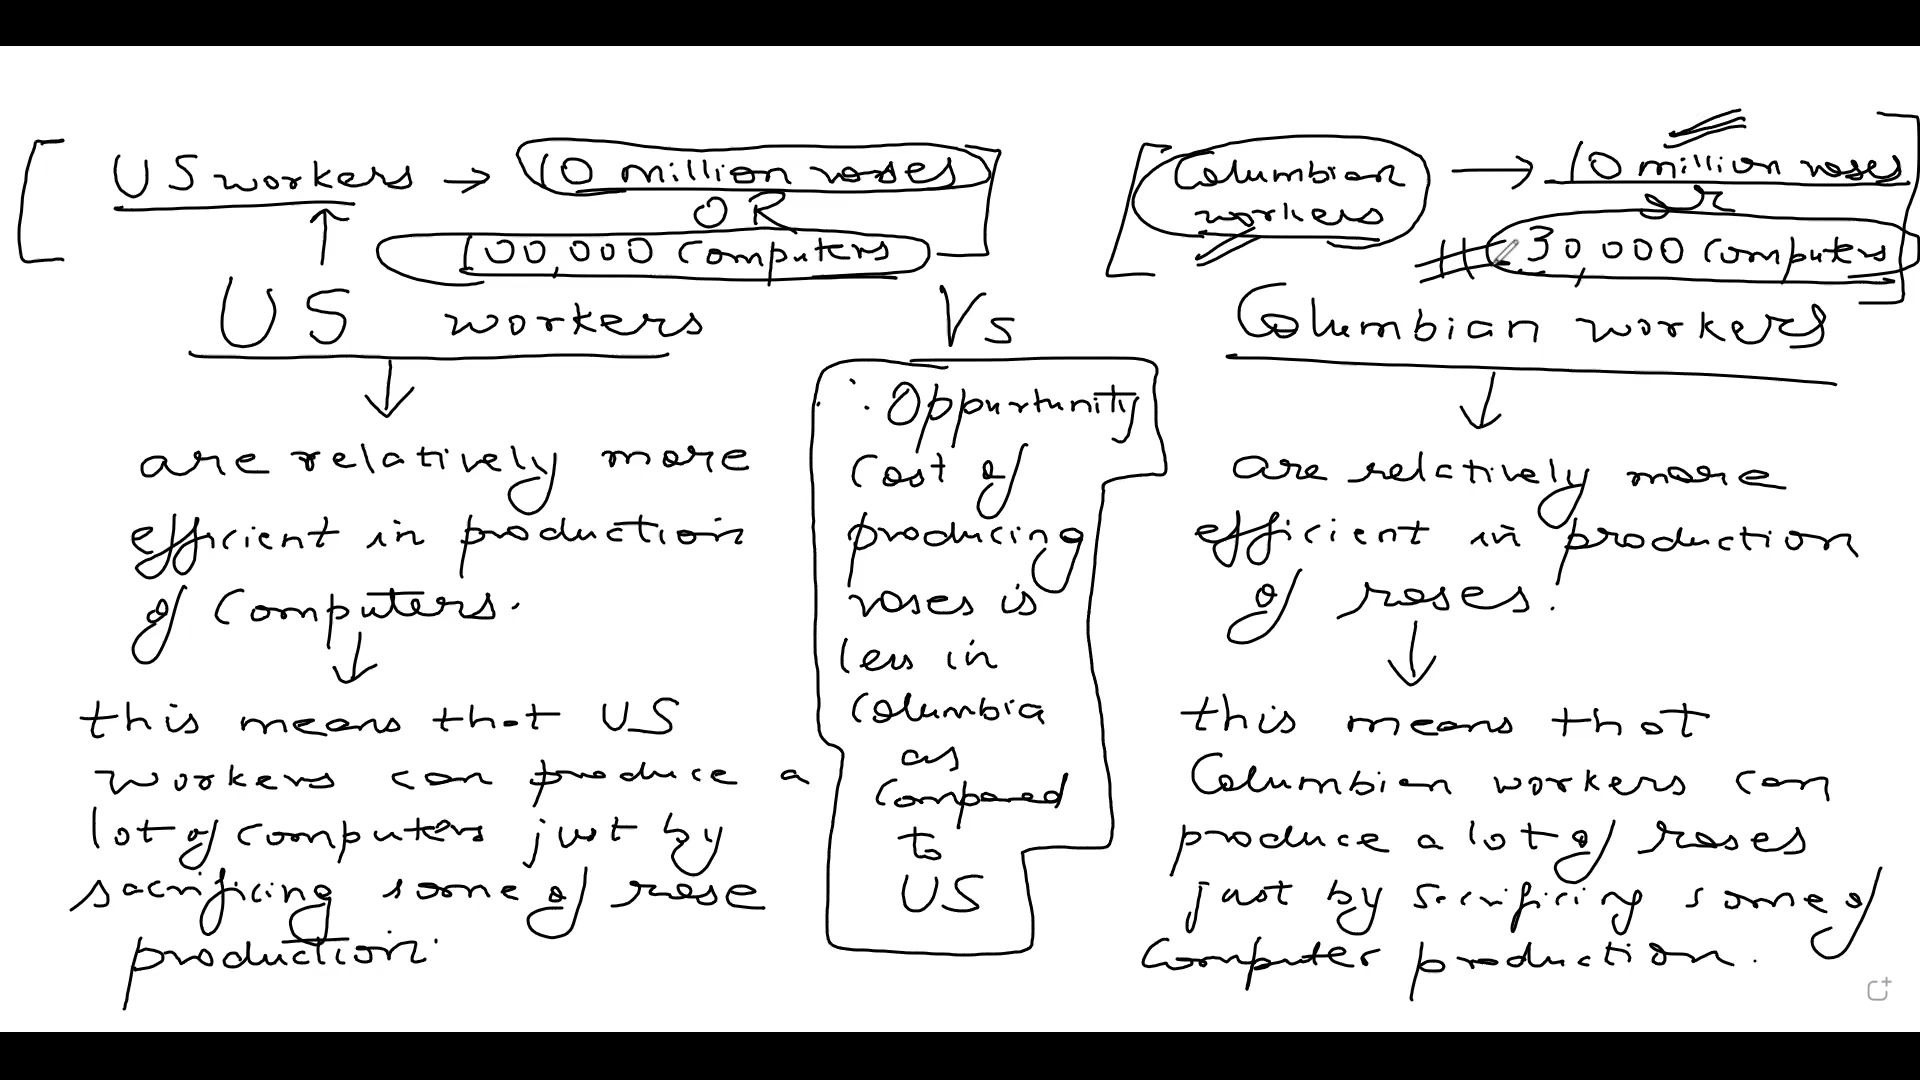 US workers → 10 million roses
OR
100,000 Computers
Columbian → 10 million roses
workers or
30,000 Computers
US workers Vs Columbian workers
are relatively more
efficient in production
of Computers.
this means that US
workers can produce a
lot of computers just by
sacrificing some of rose
production.
∴ Oppurtunity
Cost of
producing
roses is
less in
Columbia
as
Compared
to
US
are relatively more
efficient in production
of roses.
this means that
Columbian workers can
produce a lot of roses
just by sacrificing some of
Computer production.